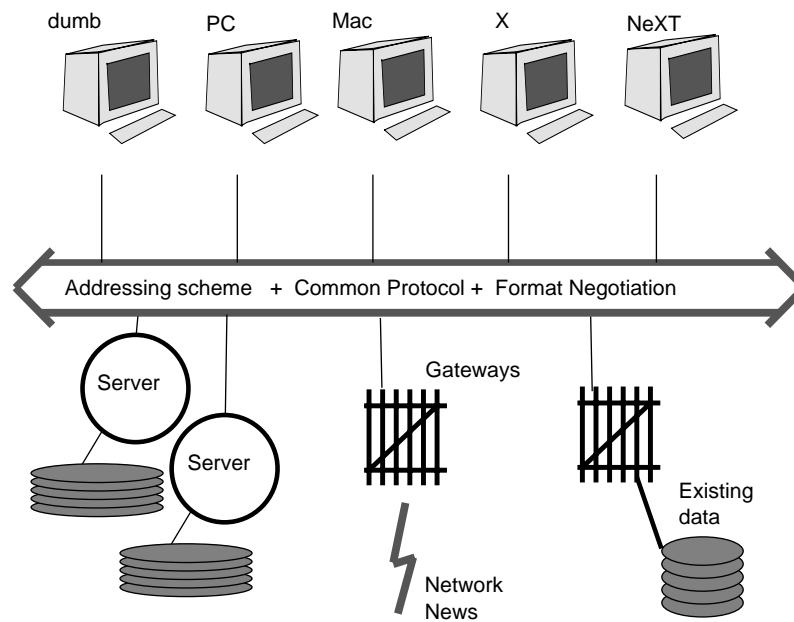 dumb
PC
Mac
X
NeXT
Addressing scheme + Common Protocol + Format Negotiation
Server
Gateways
Server
Existing
data
Network
News